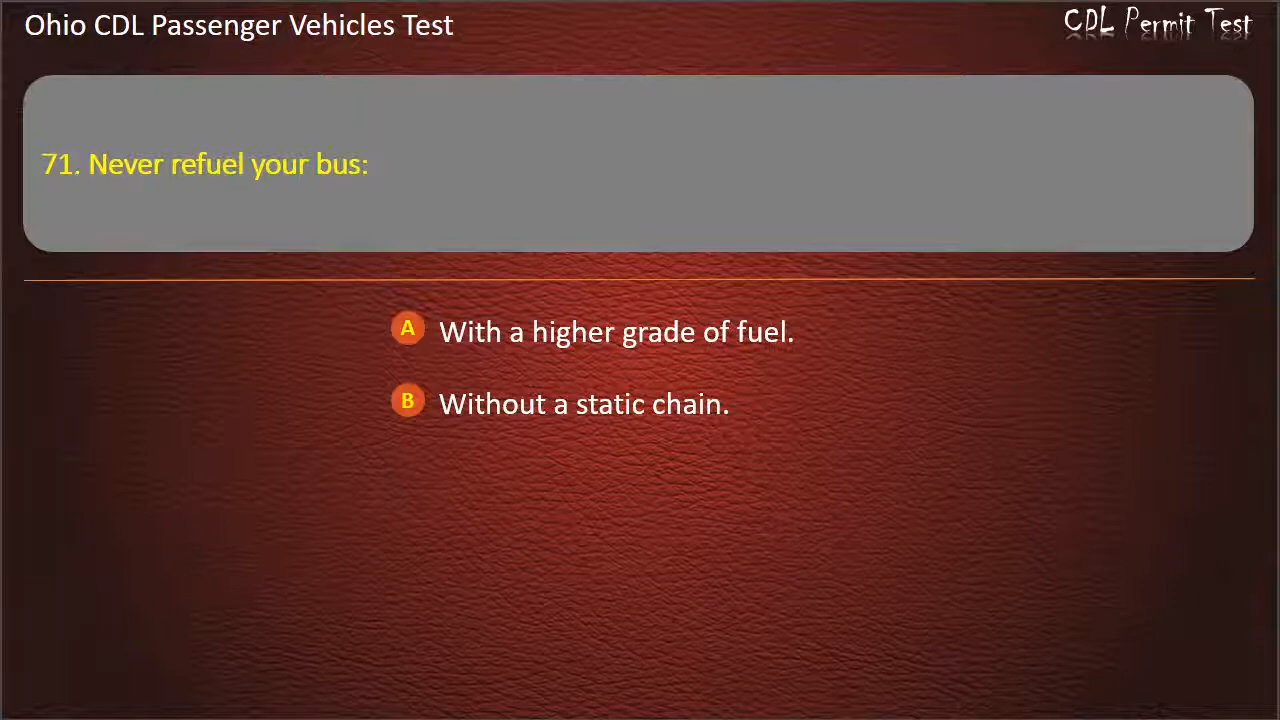 Ohio CDL Passenger Vehicles Test
CDL Permit Test
71. Never refuel your bus:
A With a higher grade of fuel.
B Without a static chain.